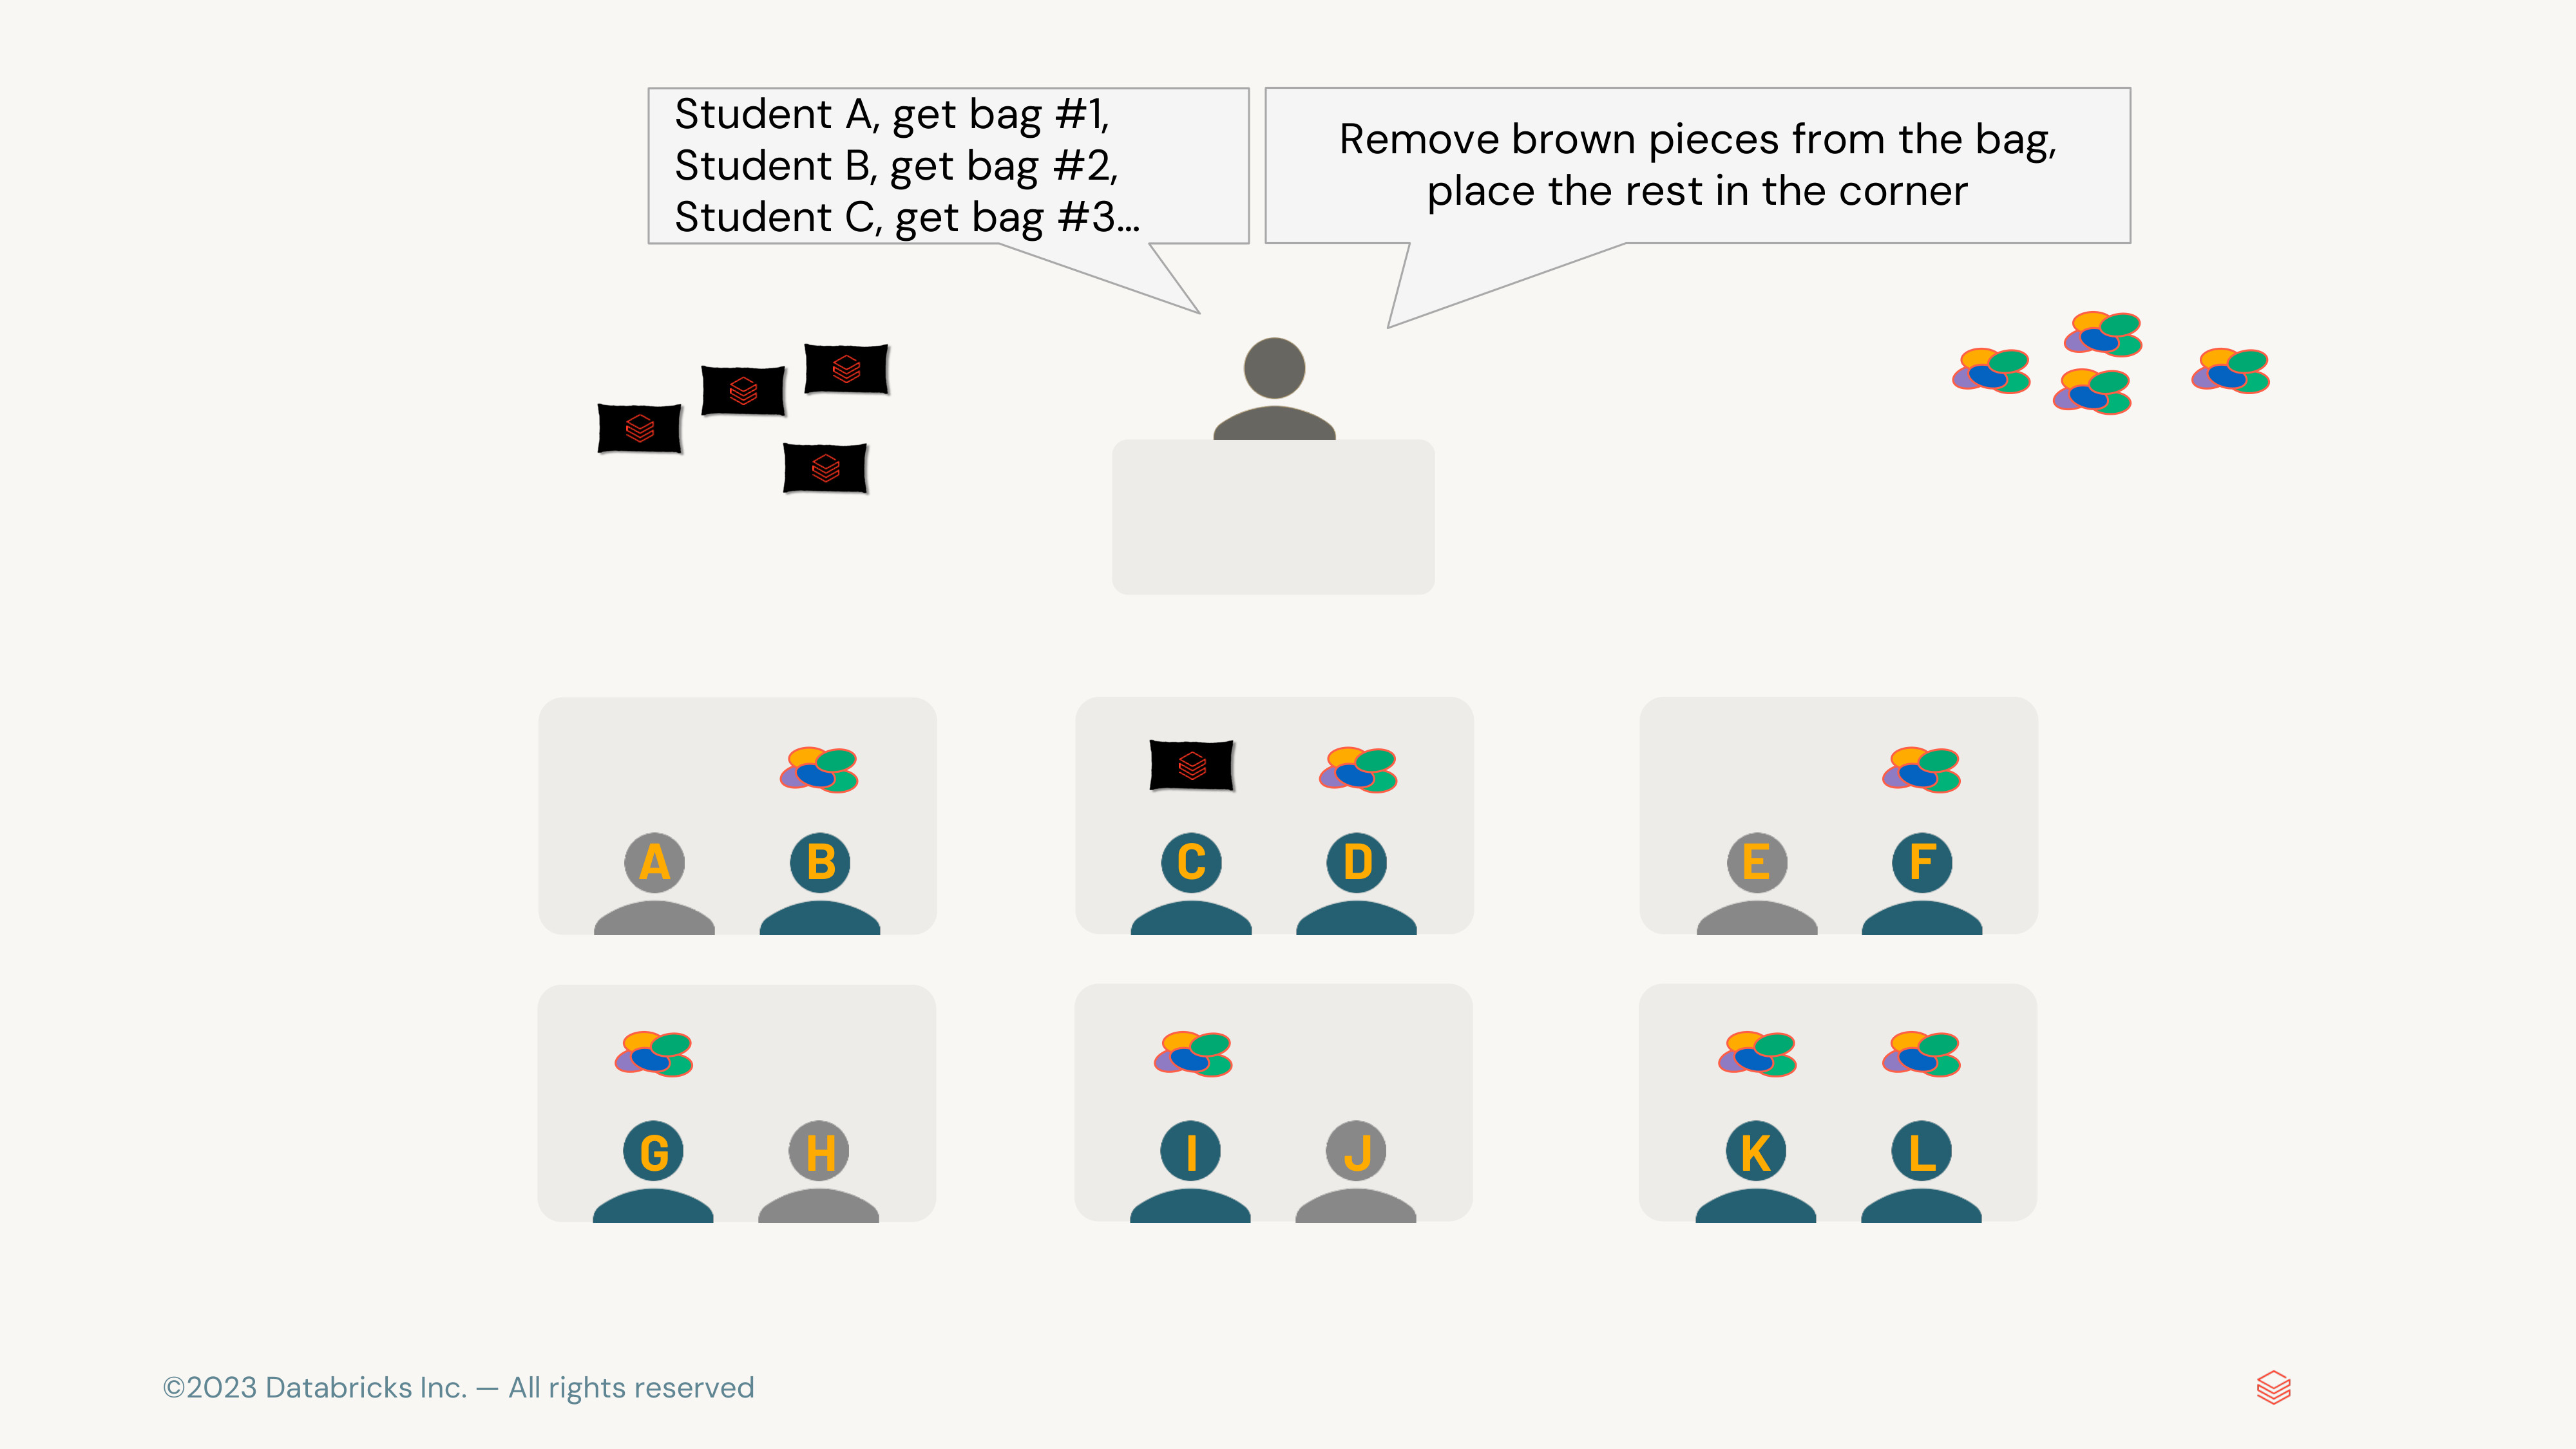 Student A, get bag #1,
Student B, get bag #2,
Student C, get bag #3...
Remove brown pieces from the bag,
place the rest in the corner
A
B
C
D
E
F
G
H
I
J
K
L
©2023 Databricks Inc. — All rights reserved